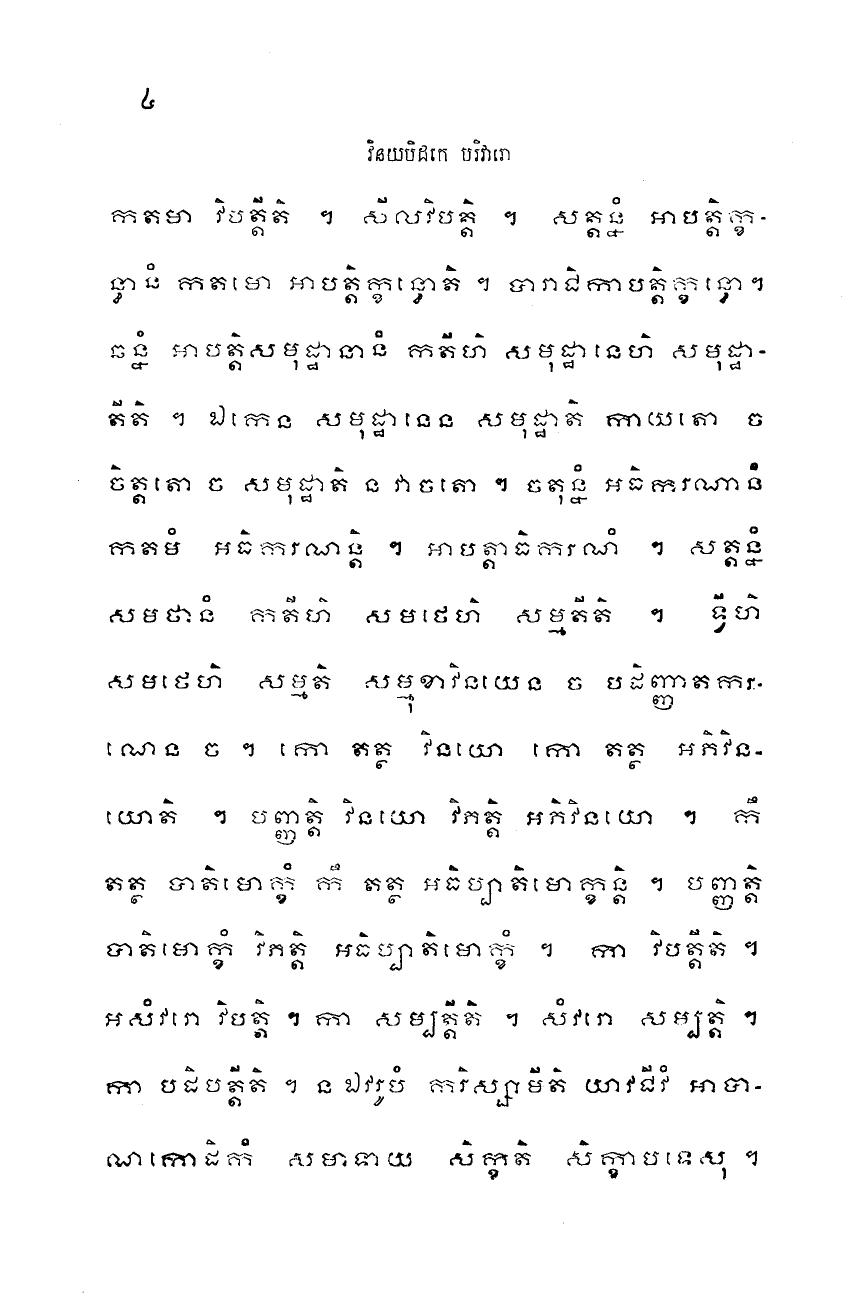 ៤
វិនយបិដកេ បរិវារោ
កតមា វិបត្តីតិ ។ សីលវិបត្តិ ។ សត្តន្នំ អាបត្តិក្ខ-
ន្ធានំ កតមោ អាបត្តិក្ខន្ធោតិ ។ បារាជិកាបត្តិក្ខន្ធោ។
ឆន្នំ អាបត្តិសមុដ្ឋានានំ កតីហិ សមុដ្ឋានេហិ សមុដ្ឋា-
តីតិ ។ ឯកេន សមុដ្ឋានេន សមុដ្ឋាតិ កាយតោ ច
ចិត្តតោ ច សមុដ្ឋាតិ ន វាចតោ ។ ចតុន្នំ អធិករណានំ
កតមំ អធិករណន្តិ ។ អាបត្តាធិករណំ ។ សត្តន្នំ
សមថានំ កតីហិ សមថេហិ សម្មតីតិ ។ ទ្វីហិ
សមថេហិ សម្មតិ សម្មុខាវិនយេន ច បដិញ្ញាតករ-
ណេន ច ។ កោ តត្ថ វិនយោ កោ តត្ថ អភិវិន-
យោតិ ។ បញ្ញត្តិ វិនយោ វិភត្តិ អភិវិនយោ ។ កឹ
តត្ថ បាតិមោក្ខំ កឹ តត្ថ អធិប្បាតិមោក្ខន្តិ ។ បញ្ញត្តិ
បាតិមោក្ខំ វិភត្តិ អធិប្បាតិមោក្ខំ ។ កា វិបត្តីតិ ។
អសំវរោ វិបត្តិ ។ កា សម្បត្តីតិ ។ សំវរោ សម្បត្តិ ។
កា បដិបត្តីតិ ។ ន ឯវរូបំ ករិស្សាមីតិ យាវជីវំ អាបា-
ណកោដិកំ សមាទាយ សិក្ខតិ សិក្ខាបទេសុ ។